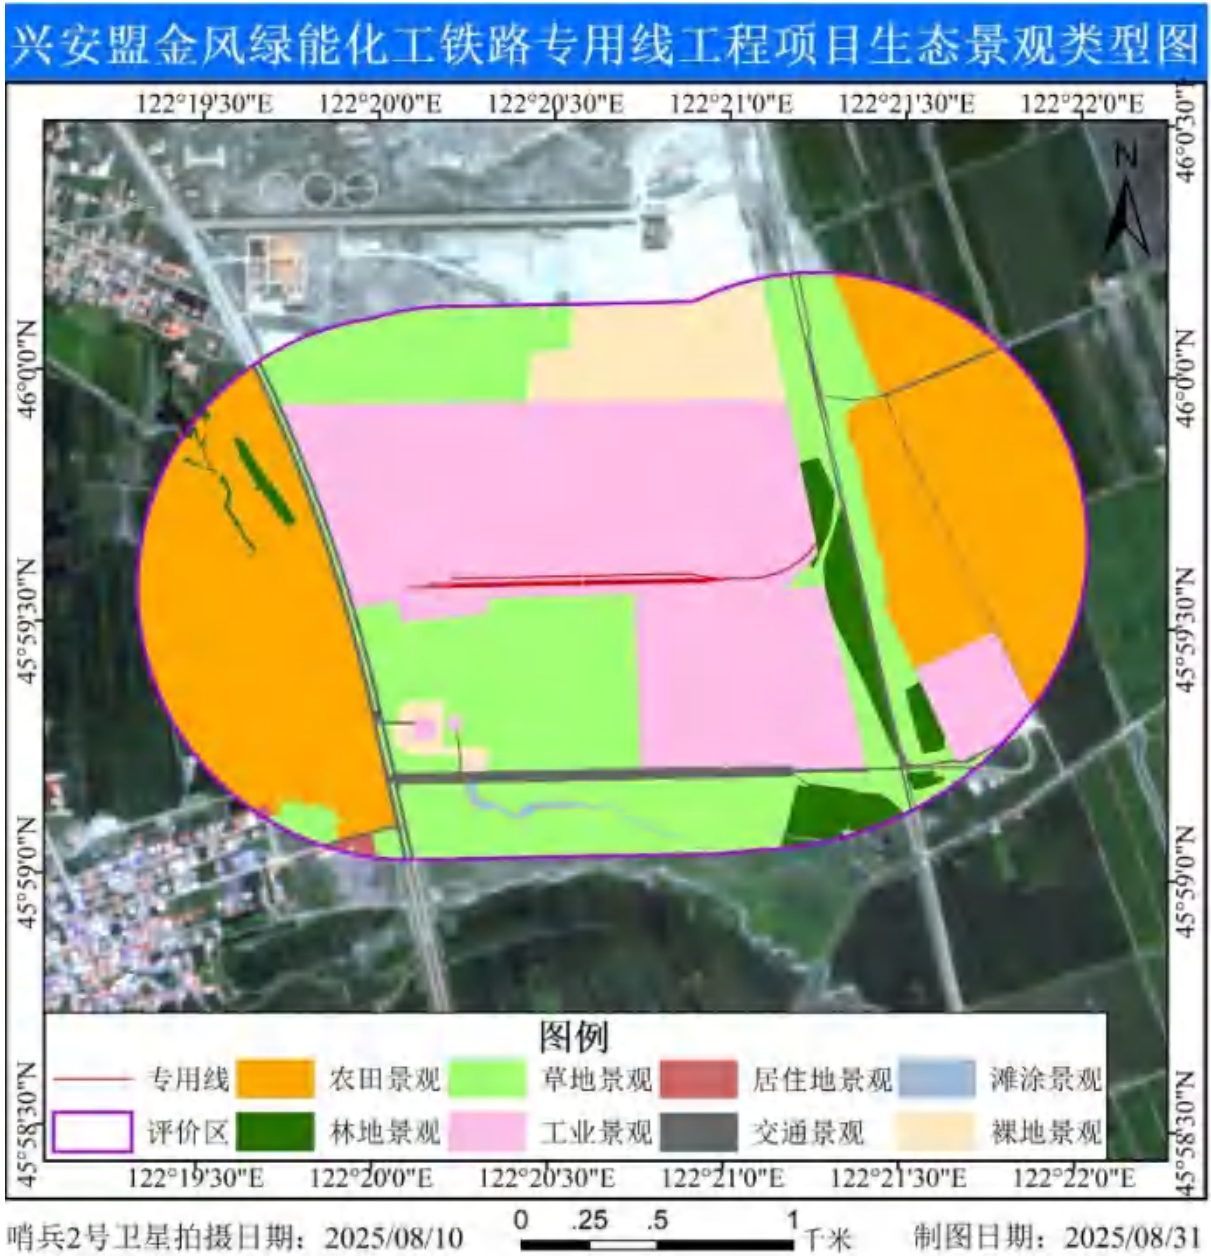 兴安盟金风绿能化工铁路专用线工程项目生态景观类型图
122°19'30"E 122°20'0"E 122°20'30"E 122°21'0"E 122°21'30"E 122°22'0"E
46°0'30"N
N
46°0'0"N 46°0'0"N
45°59'30"N 45°59'30"N
45°59'0"N 45°59'0"N
图例
专用线 农田景观 草地景观 居住地景观 滩涂景观
评价区 林地景观 工业景观 交通景观 裸地景观
45°58'30"N 45°58'30"N
122°19'30"E 122°20'0"E 122°20'30"E 122°21'0"E 122°21'30"E 122°22'0"E
0 .25 .5 1
哨兵2号卫星拍摄日期：2025/08/10 千米 制图日期：2025/08/31